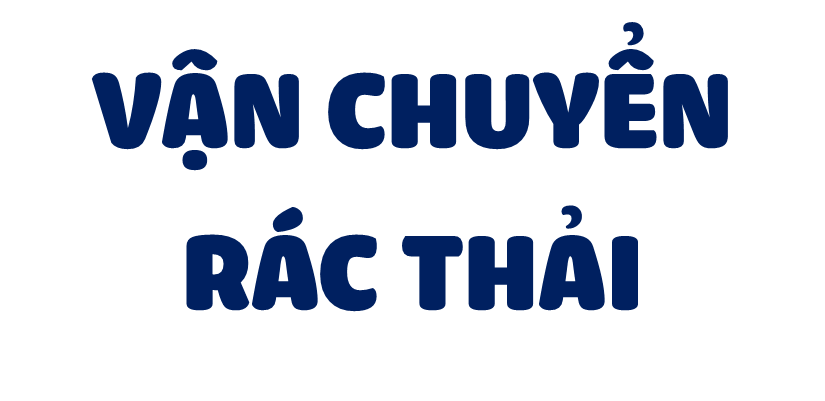 VẬN CHUYỂN
RÁC THẢI